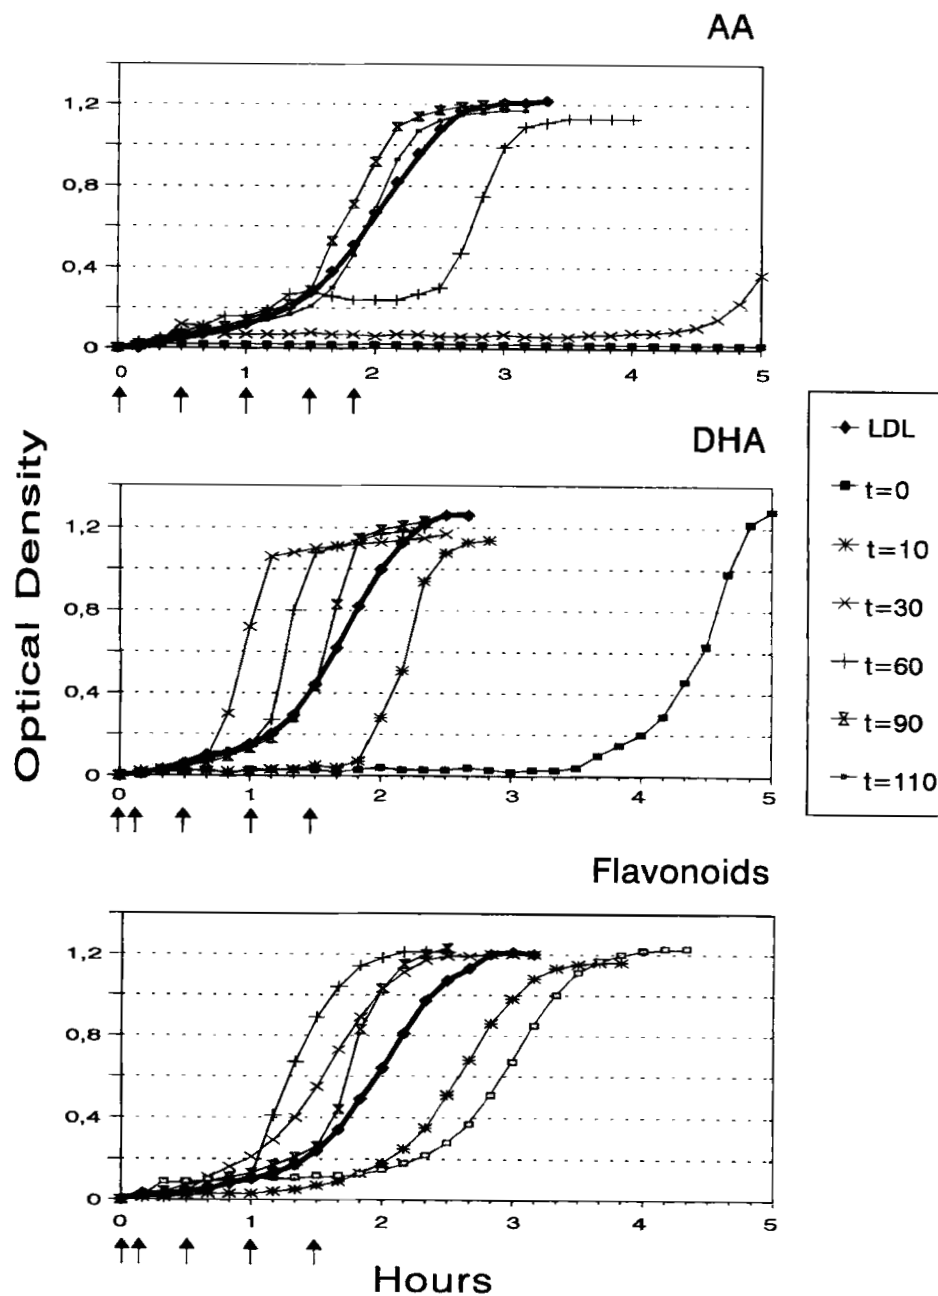 AA
1,2
0,8
0,4
0
0 1 2 3 4 5
DHA
1,2
0,8
0,4
0
0 1 2 3 4 5
Flavonoids
1,2
0,8
0,4
0
0 1 2 3 4 5
Hours
Optical Density
LDL
t=0
t=10
t=30
t=60
t=90
t=110